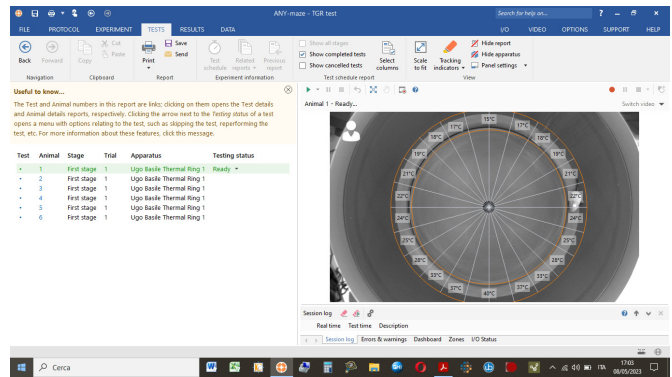 ANY-maze - TGR test
Search for help on...
FILE PROTOCOL EXPERIMENT TESTS RESULTS DATA I/O VIDEO OPTIONS SUPPORT HELP
Back Forward Copy Cut Paste Print Save Send Test schedule Related reports Previous report Show all stages Show completed tests Show cancelled tests Select columns Scale to fit Tracking indicators Hide report Hide apparatus Panel settings
Navigation Clipboard Report Experiment information Test schedule report View
Useful to know...
The Test and Animal numbers in this report are links; clicking on them opens the Test details
and Animal details reports, respectively. Clicking the arrow next to the Testing status of a test
opens a menu with options relating to the test, such as skipping the test, reperforming the
test, etc. For more information about these features, click this message.
Test Animal Stage Trial Apparatus Testing status
1 First stage 1 Ugo Basile Thermal Ring 1 Ready
2 First stage 1 Ugo Basile Thermal Ring 1
3 First stage 1 Ugo Basile Thermal Ring 1
4 First stage 1 Ugo Basile Thermal Ring 1
5 First stage 1 Ugo Basile Thermal Ring 1
6 First stage 1 Ugo Basile Thermal Ring 1
Animal 1 - Ready...
Switch video
15°C
17°C 17°C
18°C 18°C
19°C 19°C
21°C 21°C
22°C 22°C
24°C 24°C
25°C 25°C
28°C 28°C
33°C 33°C
37°C 37°C
40°C
Session log
Real time Test time Description
Session log Errors & warnings Dashboard Zones I/O Status
Cerca
ITA
17:03
08/05/2023